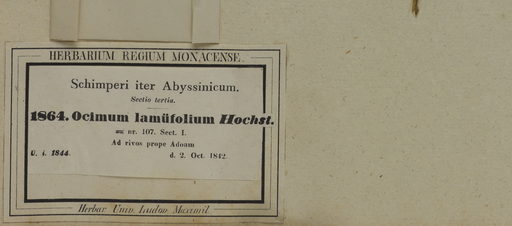 HERBARIUM REGIUM MONACENSE.
Schimperi iter Abyssinicum.
Sectio tertia.
1864. Ocimum lamiifolium Hochst.
nr. 107. Sect. I.
Ad rivos prope Adoam
U. i. 1844. d. 2. Oct. 1842.
Herbar. Univ. Ludov. Maximil.